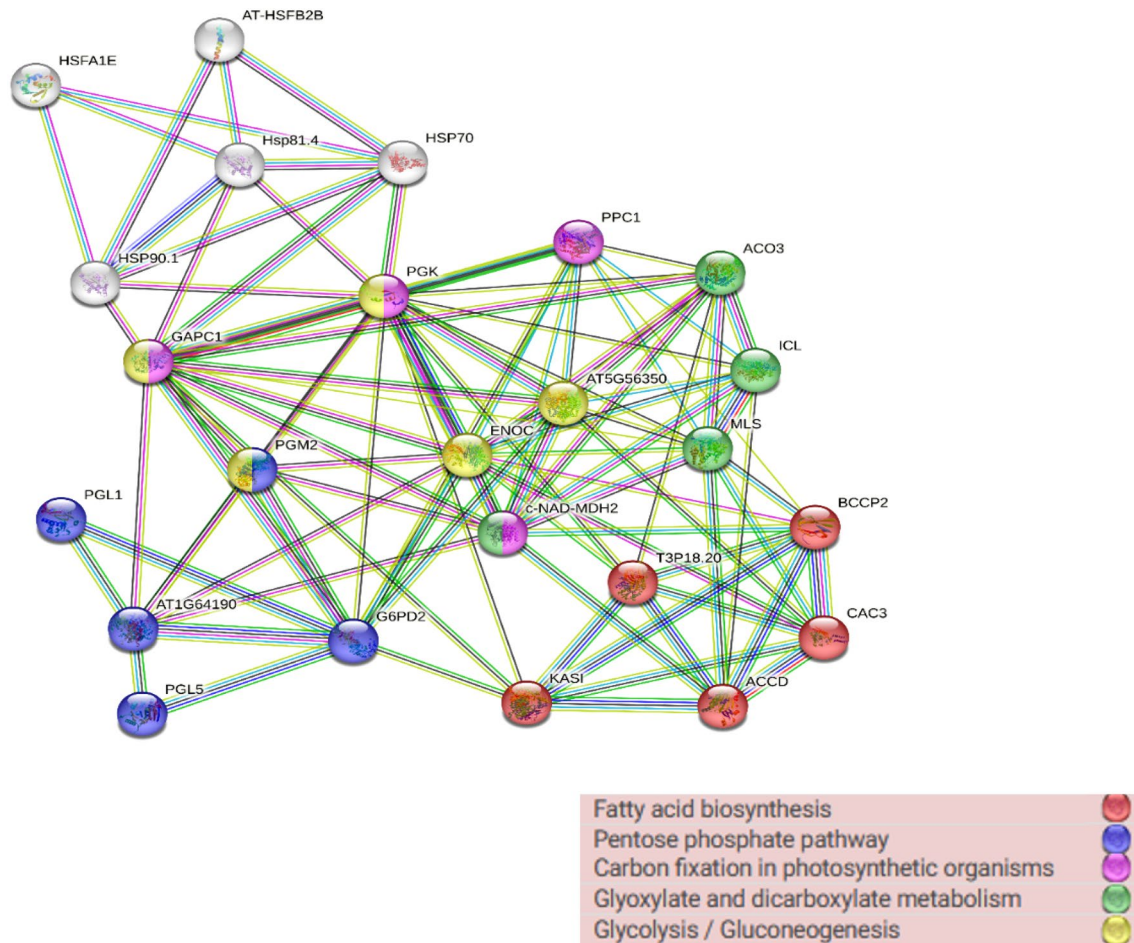 AT-HSFB2B
HSFA1E
Hsp81.4
HSP70
PPC1
ACO3
HSP90.1
PGK
GAPC1
ICL
AT5G56350
MLS
ENOC
PGM2
PGL1
c-NAD-MDH2
BCCP2
T3P18.20
AT1G64190
G6PD2
CAC3
KASI
ACCD
PGL5
Fatty acid biosynthesis
Pentose phosphate pathway
Carbon fixation in photosynthetic organisms
Glyoxylate and dicarboxylate metabolism
Glycolysis / Gluconeogenesis